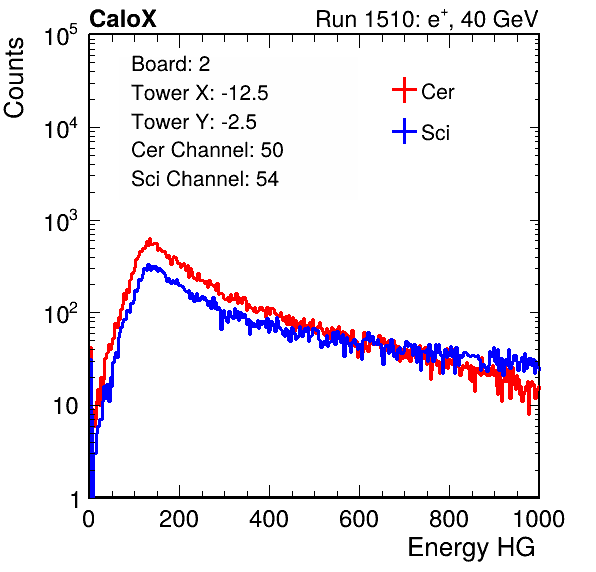 CaloX Run 1510: e⁺, 40 GeV
Counts
Board: 2
Tower X: -12.5
Tower Y: -2.5
Cer Channel: 50
Sci Channel: 54
Cer
Sci
10⁵
10⁴
10³
10²
10
1
0 200 400 600 800 1000
Energy HG